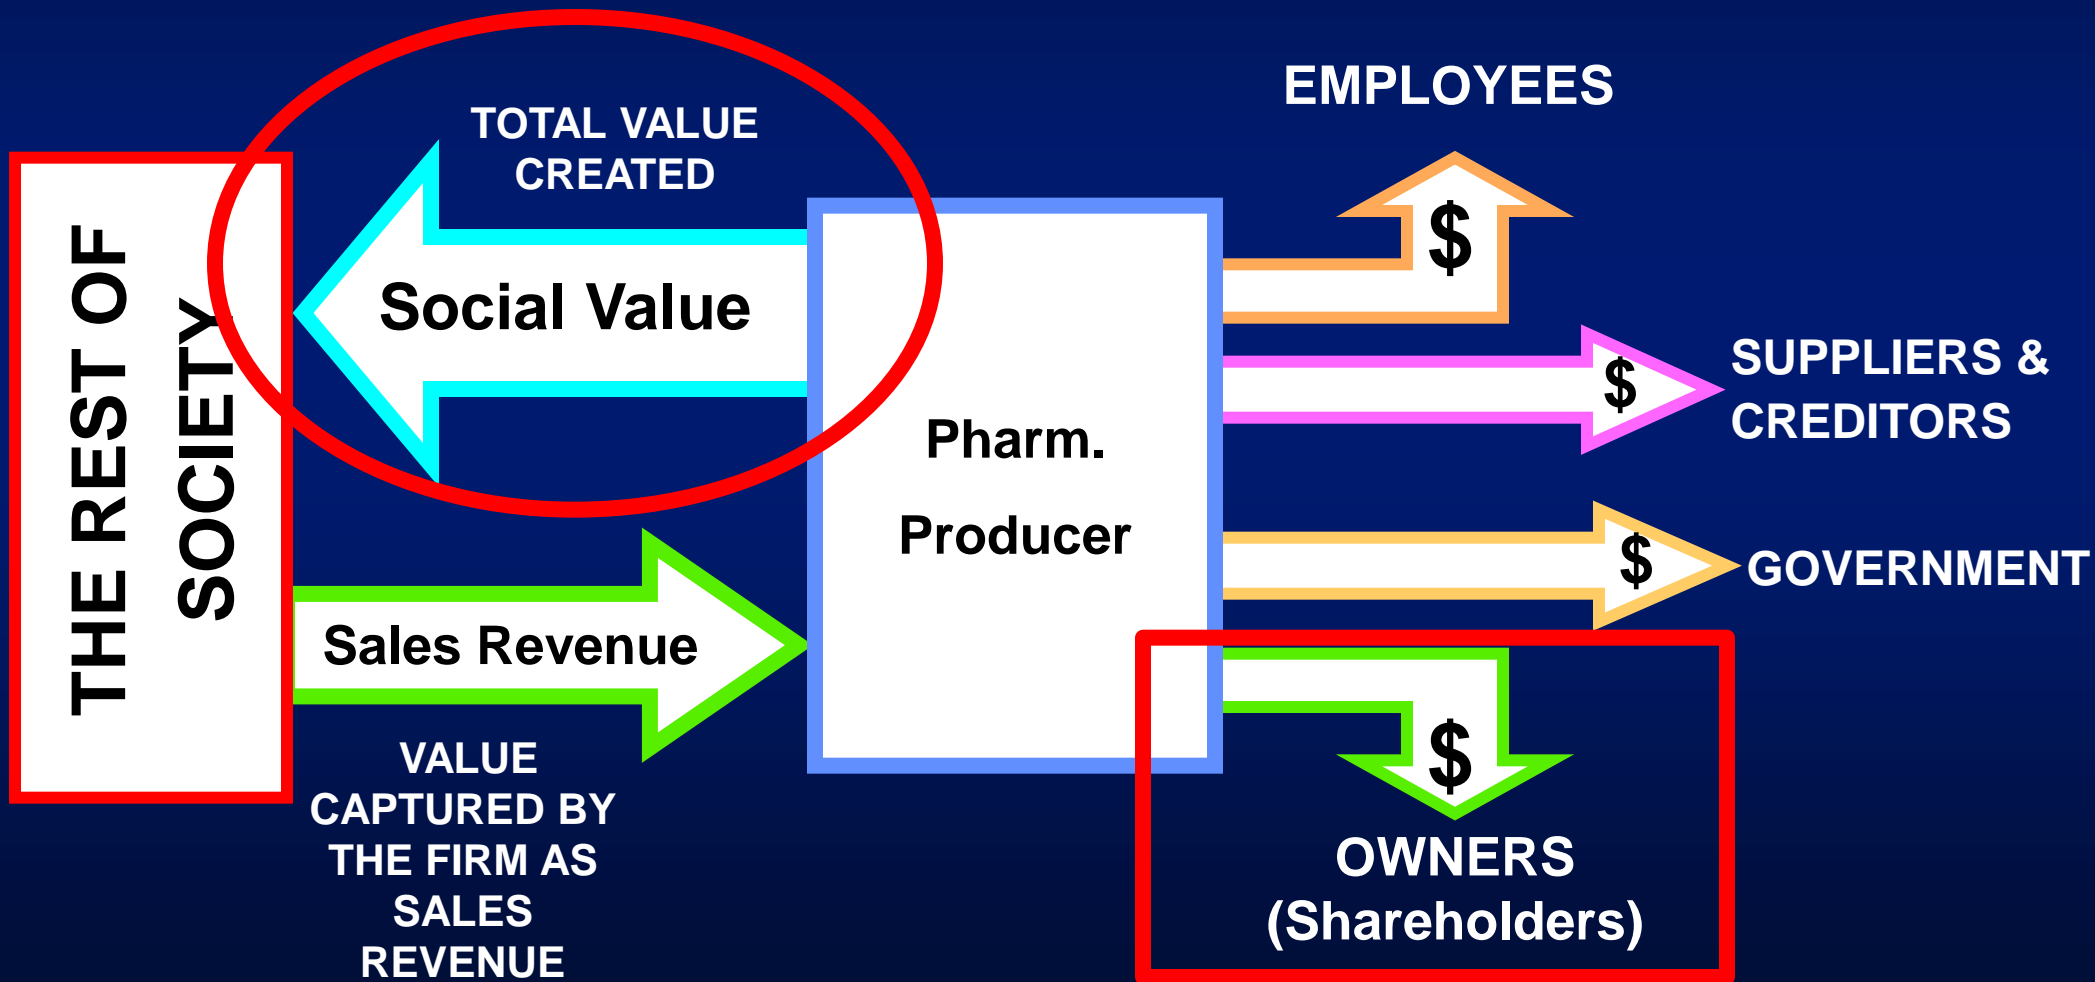 THE REST OF
SOCIETY
TOTAL VALUE
CREATED
Social Value
Sales Revenue
VALUE
CAPTURED BY
THE FIRM AS
SALES
REVENUE
Pharm.
Producer
EMPLOYEES
$
$
SUPPLIERS &
CREDITORS
$
GOVERNMENT
$
OWNERS
(Shareholders)